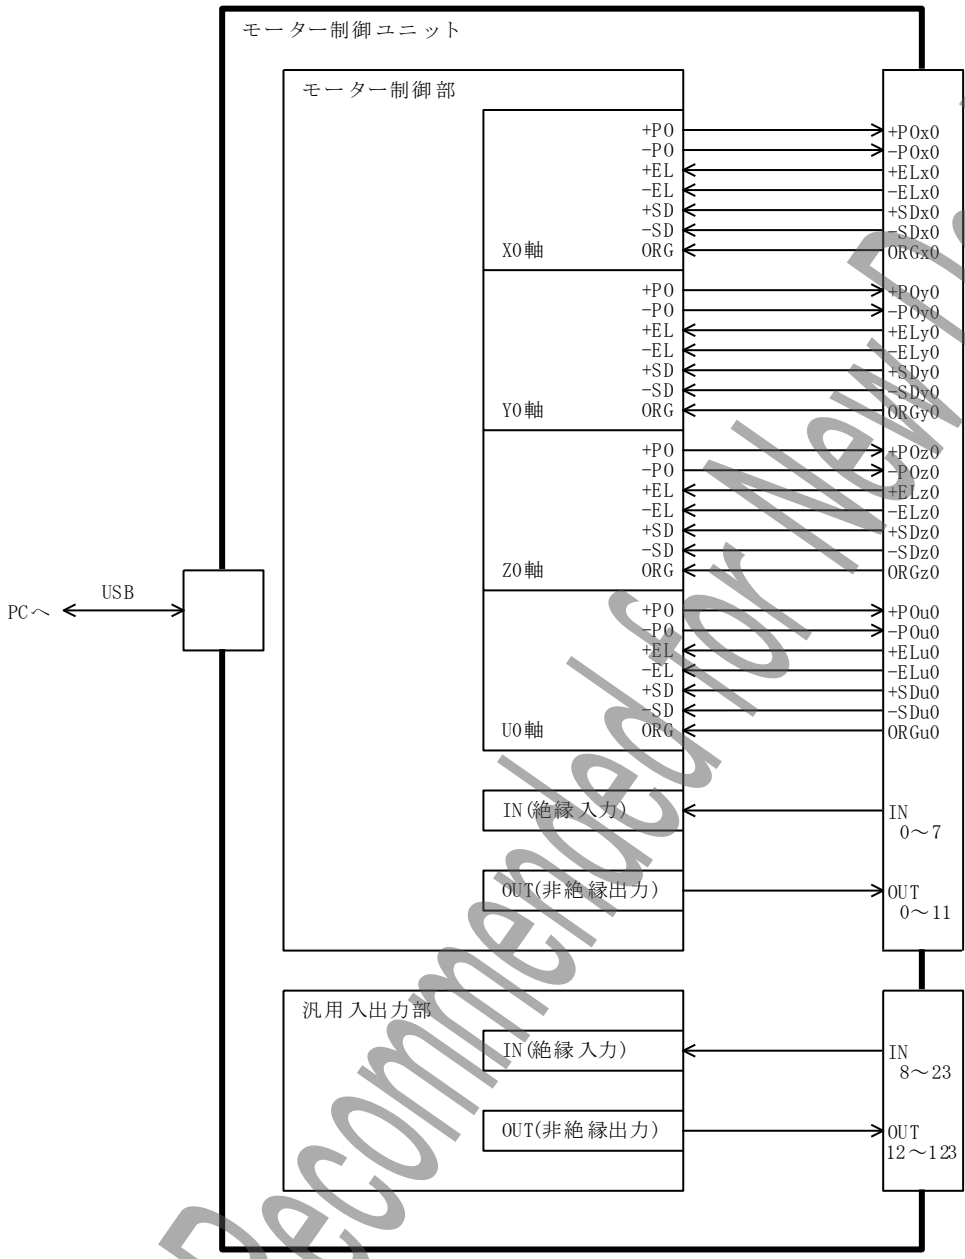 モーター制御ユニット
モーター制御部
+PO +POx0
-PO -POx0
+EL +ELx0
-EL -ELx0
+SD +SDx0
-SD -SDx0
X0軸 ORG ORGx0
+PO +POy0
-PO -POy0
+EL +ELy0
-EL -ELy0
+SD +SDy0
-SD -SDy0
Y0軸 ORG ORGy0
+PO +POz0
-PO -POz0
+EL +ELz0
-EL -ELz0
+SD +SDz0
-SD -SDz0
Z0軸 ORG ORGz0
USB
PCへ
+PO +POu0
-PO -POu0
+EL +ELu0
-EL -ELu0
+SD +SDu0
-SD -SDu0
U0軸 ORG ORGu0
IN(絶縁入力) IN
0～7
OUT(非絶縁出力) OUT
0～11
汎用入出力部
IN(絶縁入力) IN
8～23
OUT(非絶縁出力) OUT
12～123
Recommended for New